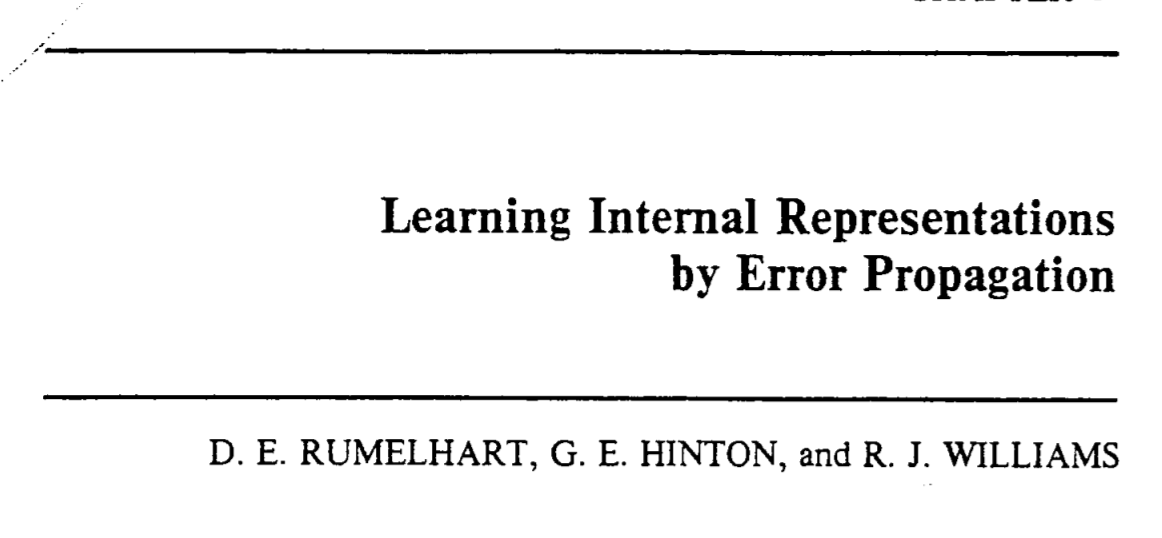 Learning Internal Representations
by Error Propagation
D. E. RUMELHART, G. E. HINTON, and R. J. WILLIAMS